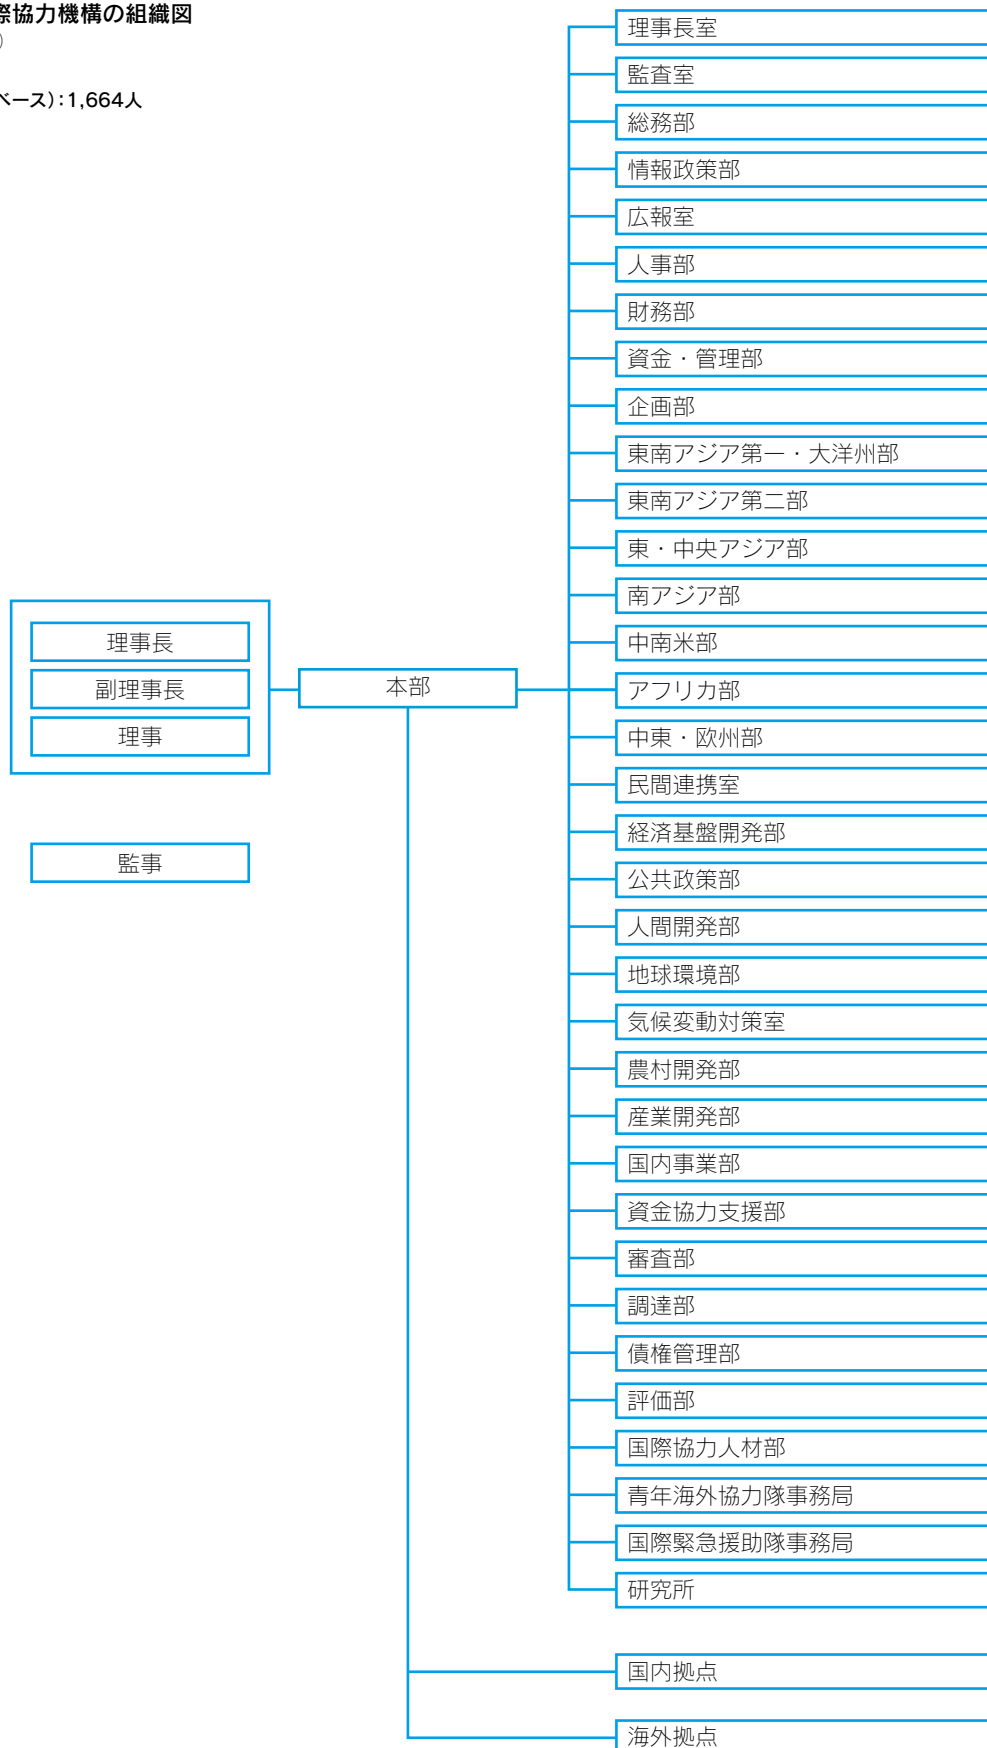 際協力機構の組織図
)
ベース）：1,664人
理事長室
監査室
総務部
情報政策部
広報室
人事部
財務部
資金・管理部
企画部
東南アジア第一・大洋州部
東南アジア第二部
東・中央アジア部
南アジア部
中南米部
アフリカ部
中東・欧州部
民間連携室
経済基盤開発部
公共政策部
人間開発部
地球環境部
気候変動対策室
農村開発部
産業開発部
国内事業部
資金協力支援部
審査部
調達部
債権管理部
評価部
国際協力人材部
青年海外協力隊事務局
国際緊急援助隊事務局
研究所
国内拠点
海外拠点
理事長
副理事長
理事
本部
監事